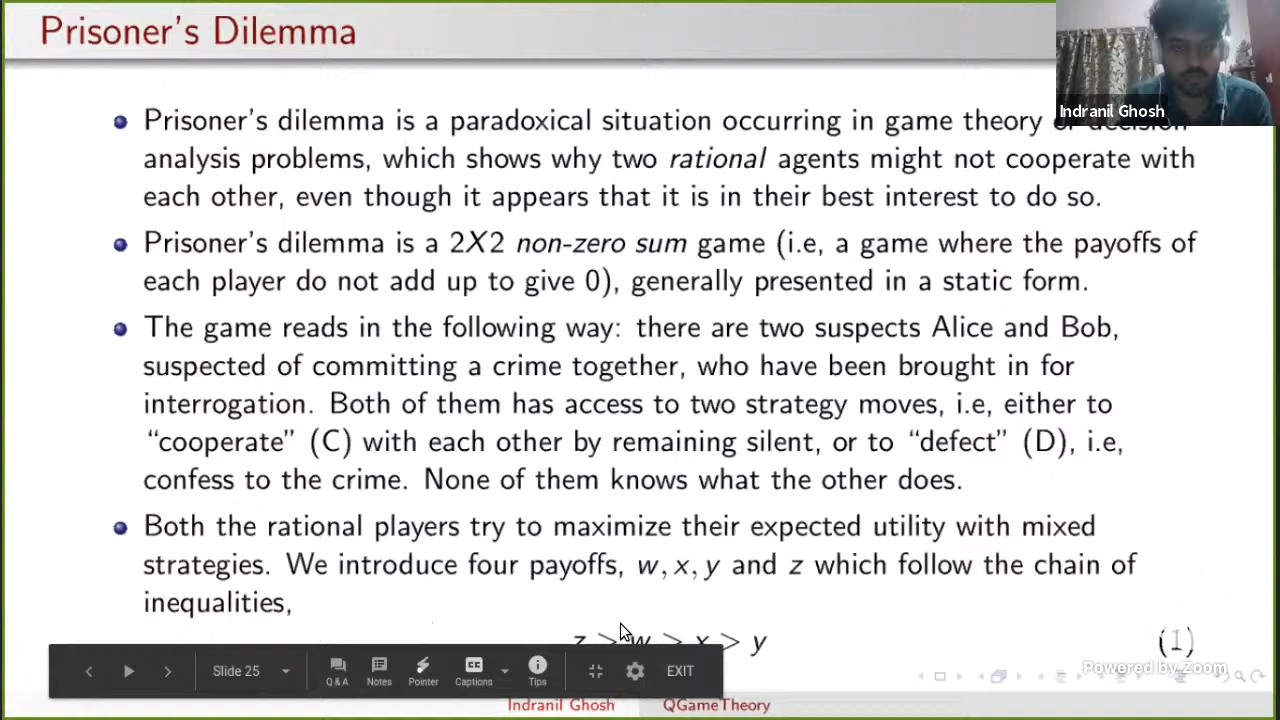 Prisoner's Dilemma
Indranil Ghosh
Prisoner's dilemma is a paradoxical situation occurring in game theory or decision
analysis problems, which shows why two rational agents might not cooperate with
each other, even though it appears that it is in their best interest to do so.
Prisoner's dilemma is a 2X2 non-zero sum game (i.e, a game where the payoffs of
each player do not add up to give 0), generally presented in a static form.
The game reads in the following way: there are two suspects Alice and Bob,
suspected of committing a crime together, who have been brought in for
interrogation. Both of them has access to two strategy moves, i.e, either to
“cooperate” (C) with each other by remaining silent, or to “defect” (D), i.e,
confess to the crime. None of them knows what the other does.
Both the rational players try to maximize their expected utility with mixed
strategies. We introduce four payoffs, w, x, y and z which follow the chain of
inequalities,
z > w > x > y (1)
Slide 25 Q&A Notes Pointer Captions Tips EXIT
Powered by Zoom
Indranil Ghosh QGameTheory